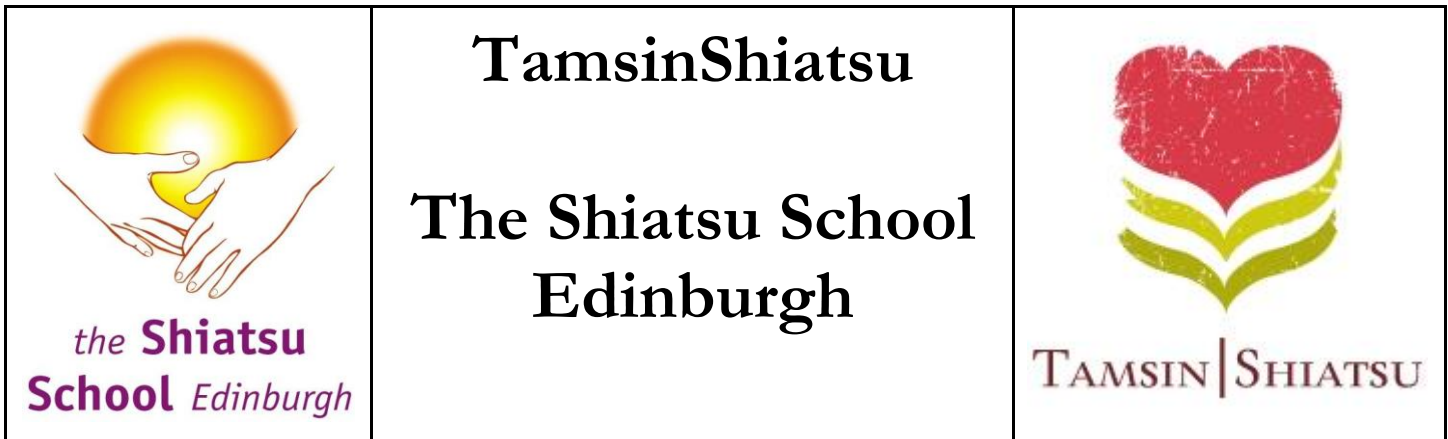 the Shiatsu
School Edinburgh
TamsinShiatsu
The Shiatsu School
Edinburgh
TAMSIN|SHIATSU